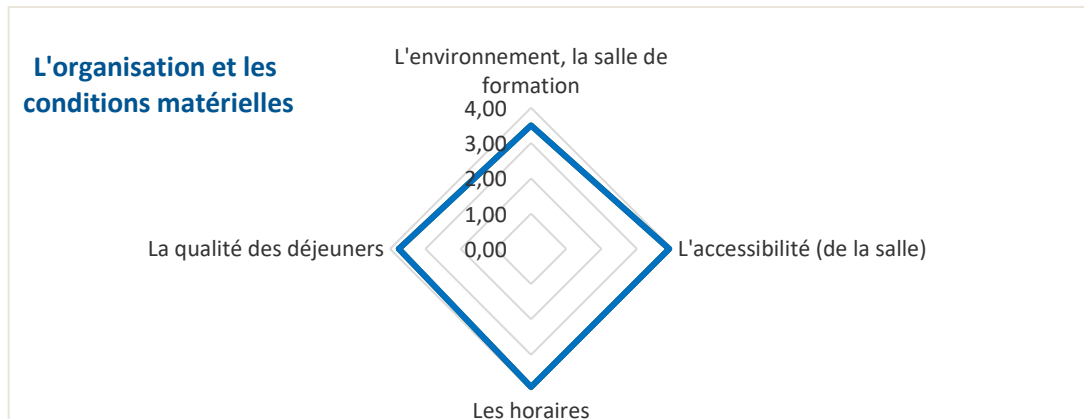 L'organisation et les
conditions matérielles
L'environnement, la salle de
formation
4,00
3,00
2,00
1,00
0,00
La qualité des déjeuners
L'accessibilité (de la salle)
Les horaires